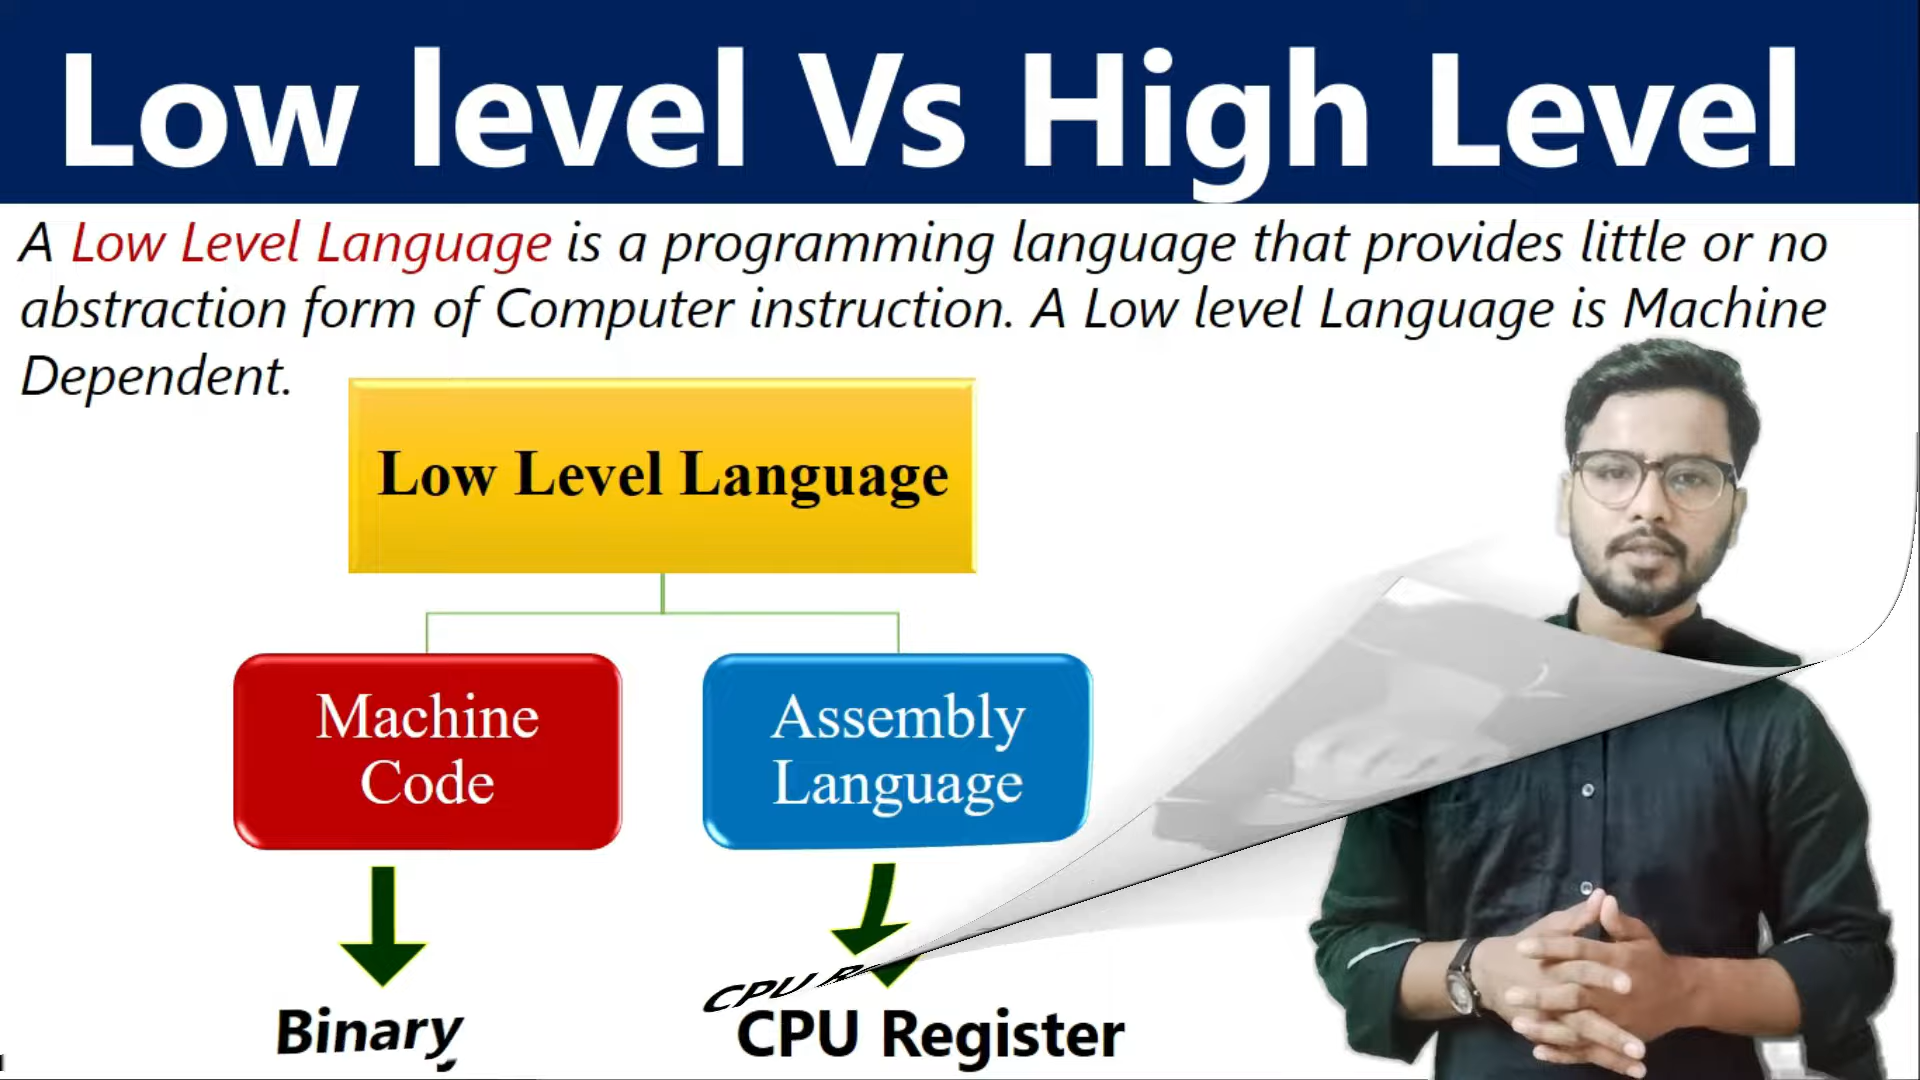 Low level Vs High Level
A Low Level Language is a programming language that provides little or no
abstraction form of Computer instruction. A Low level Language is Machine
Dependent.
Low Level Language
Machine
Code
Assembly
Language
Binary
CPU R
CPU Register